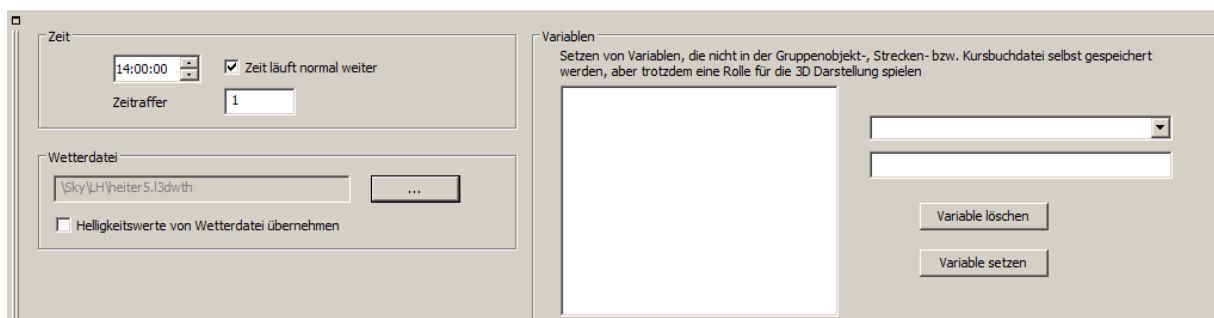 Zeit
14:00:00
Zeit läuft normal weiter
Zeitraffer
1
Wetterdatei
\Sky\LH\heiter5.l3dwth
...
Helligkeitswerte von Wetterdatei übernehmen
Variablen
Setzen von Variablen, die nicht in der Gruppenobjekt-, Strecken- bzw. Kursbuchdatei selbst gespeichert
werden, aber trotzdem eine Rolle für die 3D Darstellung spielen
Variable löschen
Variable setzen